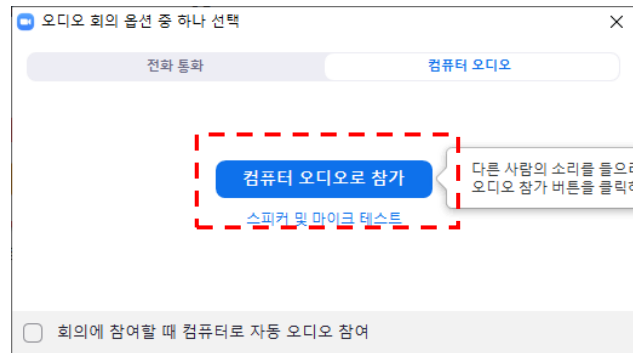 오디오 회의 옵션 중 하나 선택
전화 통화
컴퓨터 오디오
컴퓨터 오디오로 참가
다른 사람의 소리를 들으려
오디오 참가 버튼을 클릭하
스피커 및 마이크 테스트
회의에 참여할 때 컴퓨터로 자동 오디오 참여